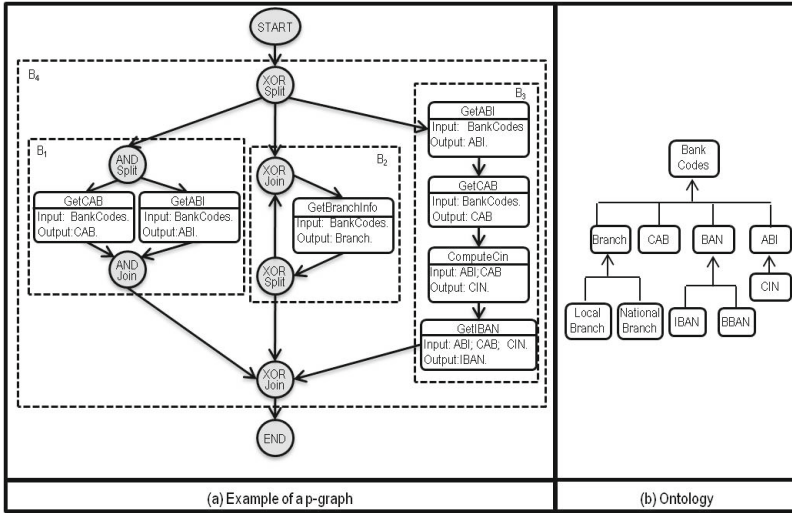 START
B4
XOR
Split
B3
GetABI
Input: BankCodes
Output: ABI.
B1
AND
Split
GetCAB
Input: BankCodes.
Output:CAB.
GetABI
Input: BankCodes.
Output:ABI.
AND
Join
B2
XOR
Join
GetBranchInfo
Input: BankCodes.
Output: Branch.
XOR
Split
GetCAB
Input: BankCodes.
Output: CAB
ComputeCin
Input: ABI;CAB
Output: CIN.
GetIBAN
Input: ABI; CAB; CIN.
Output:IBAN.
XOR
Join
END
(a) Example of a p-graph
Bank
Codes
Branch
CAB
BAN
ABI
CIN
Local
Branch
National
Branch
IBAN
BBAN
(b) Ontology